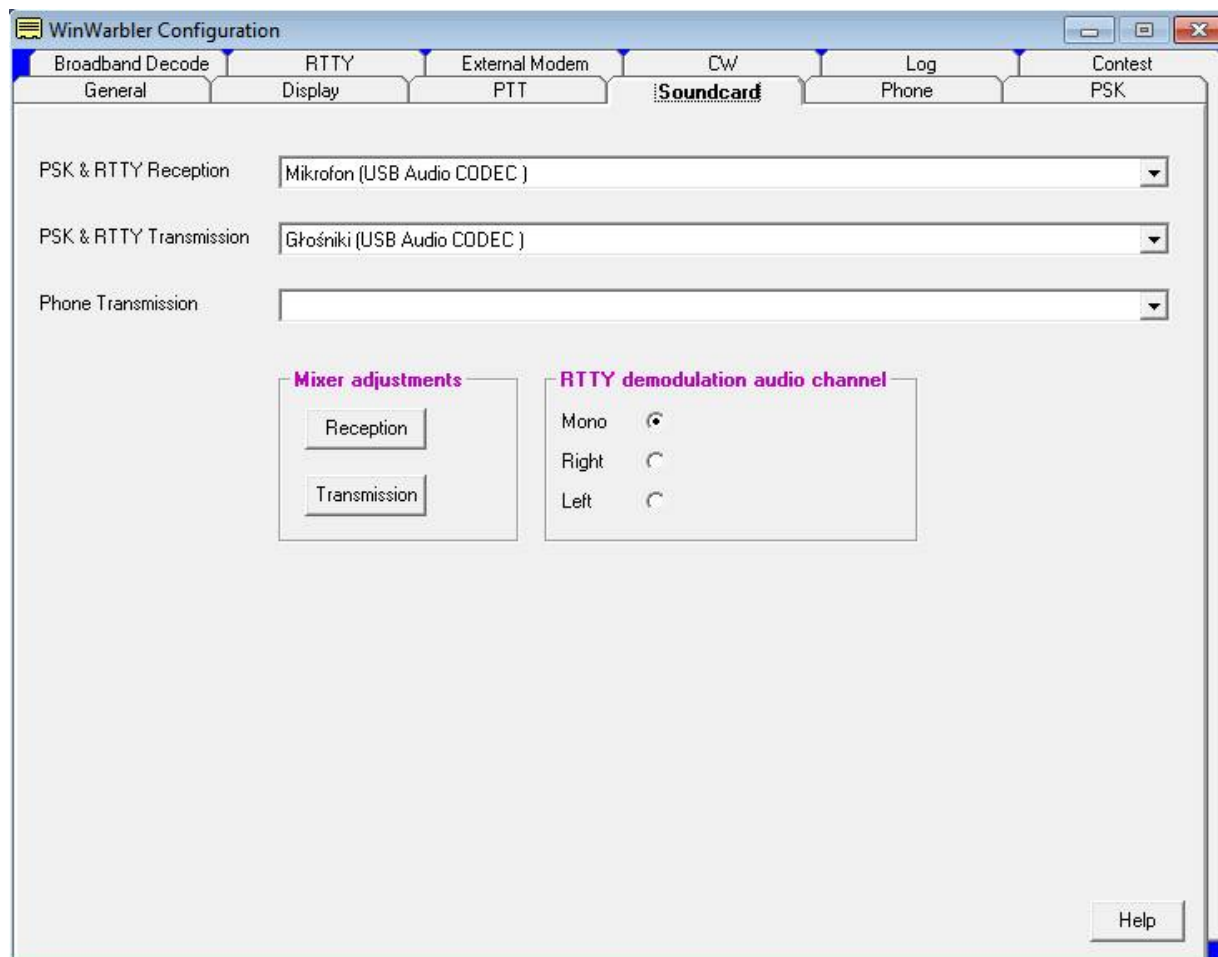 WinWarbler Configuration
Broadband Decode RTTY External Modem CW Log Contest
General Display PTT Soundcard Phone PSK
PSK & RTTY Reception Mikrofon (USB Audio CODEC )
PSK & RTTY Transmission Głośniki (USB Audio CODEC )
Phone Transmission
Mixer adjustments RTTY demodulation audio channel
Reception Mono
Right
Transmission
Left
Help